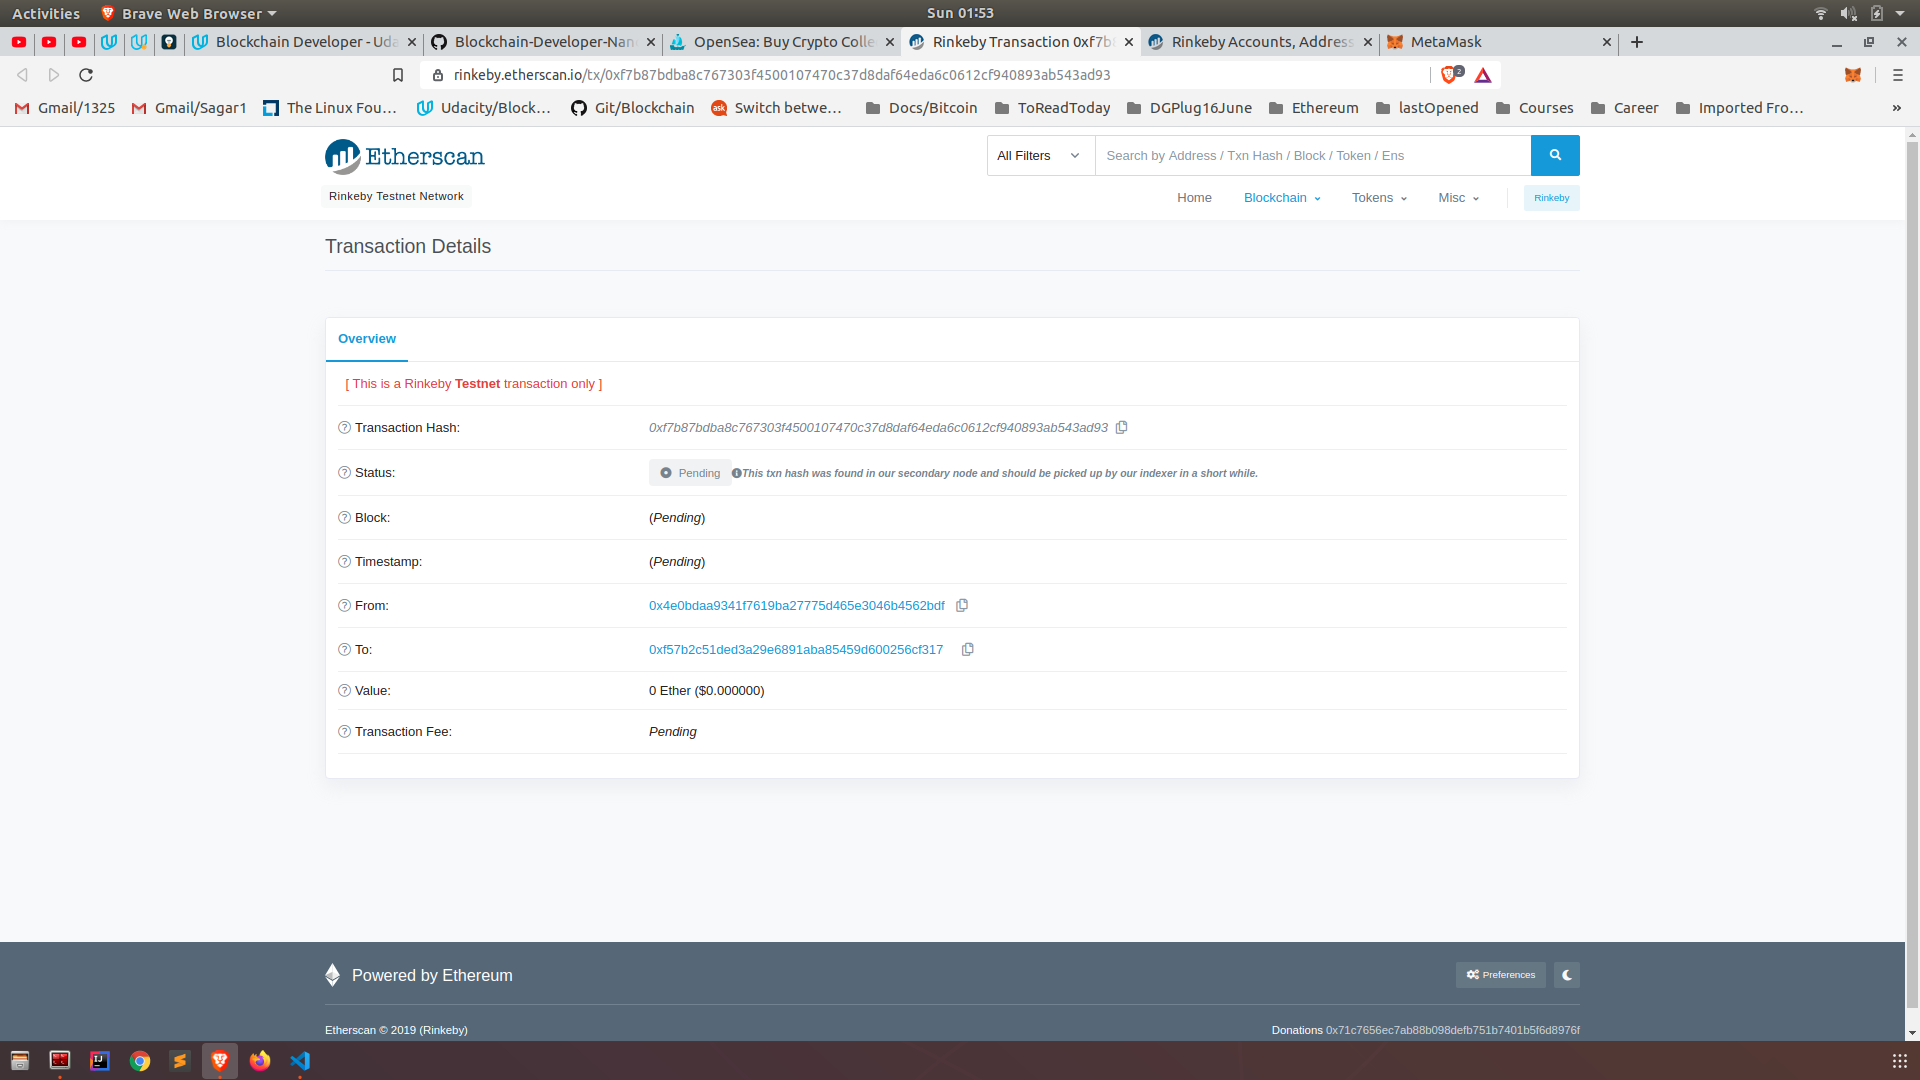 Activities Brave Web Browser Sun 01:53
Blockchain Developer - Uda Blockchain-Developer-Nan OpenSea: Buy Crypto Colle Rinkeby Transaction 0xf7b Rinkeby Accounts, Address MetaMask
rinkeby.etherscan.io/tx/0xf7b87bdba8c767303f4500107470c37d8daf64eda6c0612cf940893ab543ad93 2
Gmail/1325 Gmail/Sagar1 The Linux Fou... Udacity/Block... Git/Blockchain ask Switch betwe... Docs/Bitcoin ToReadToday DGPlug16June Ethereum lastOpened Courses Career Imported Fro... »
Etherscan All Filters Search by Address / Txn Hash / Block / Token / Ens
Rinkeby Testnet Network Home Blockchain Tokens Misc Rinkeby
Transaction Details
Overview
[ This is a Rinkeby Testnet transaction only ]
Transaction Hash: 0xf7b87bdba8c767303f4500107470c37d8daf64eda6c0612cf940893ab543ad93
Status: Pending This txn hash was found in our secondary node and should be picked up by our indexer in a short while.
Block: (Pending)
Timestamp: (Pending)
From: 0x4e0bdaa9341f7619ba27775d465e3046b4562bdf
To: 0xf57b2c51ded3a29e6891aba85459d600256cf317
Value: 0 Ether ($0.000000)
Transaction Fee: Pending
Powered by Ethereum Preferences
Etherscan © 2019 (Rinkeby) Donations 0x71c7656ec7ab88b098defb751b7401b5f6d8976f